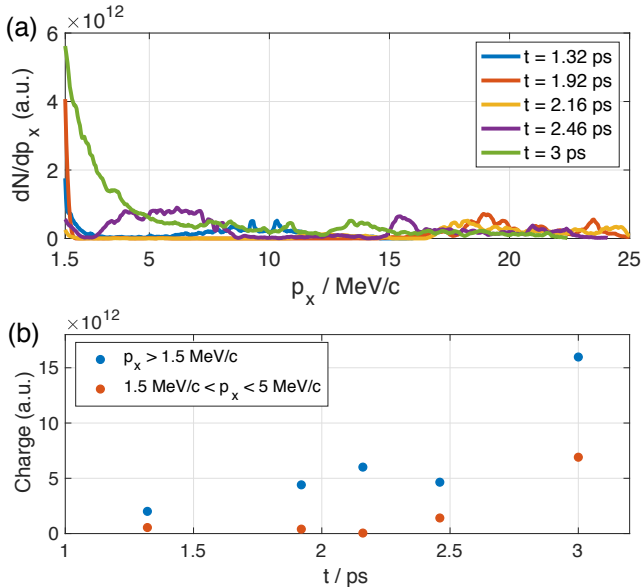 (a)
×10^12
6
4
2
0
dN/dp_x (a.u.)
t = 1.32 ps
t = 1.92 ps
t = 2.16 ps
t = 2.46 ps
t = 3 ps
1.5 5 10 15 20 25
p_x / MeV/c
(b)
×10^12
15
10
5
0
Charge (a.u.)
p_x > 1.5 MeV/c
1.5 MeV/c < p_x < 5 MeV/c
1 1.5 2 2.5 3
t / ps